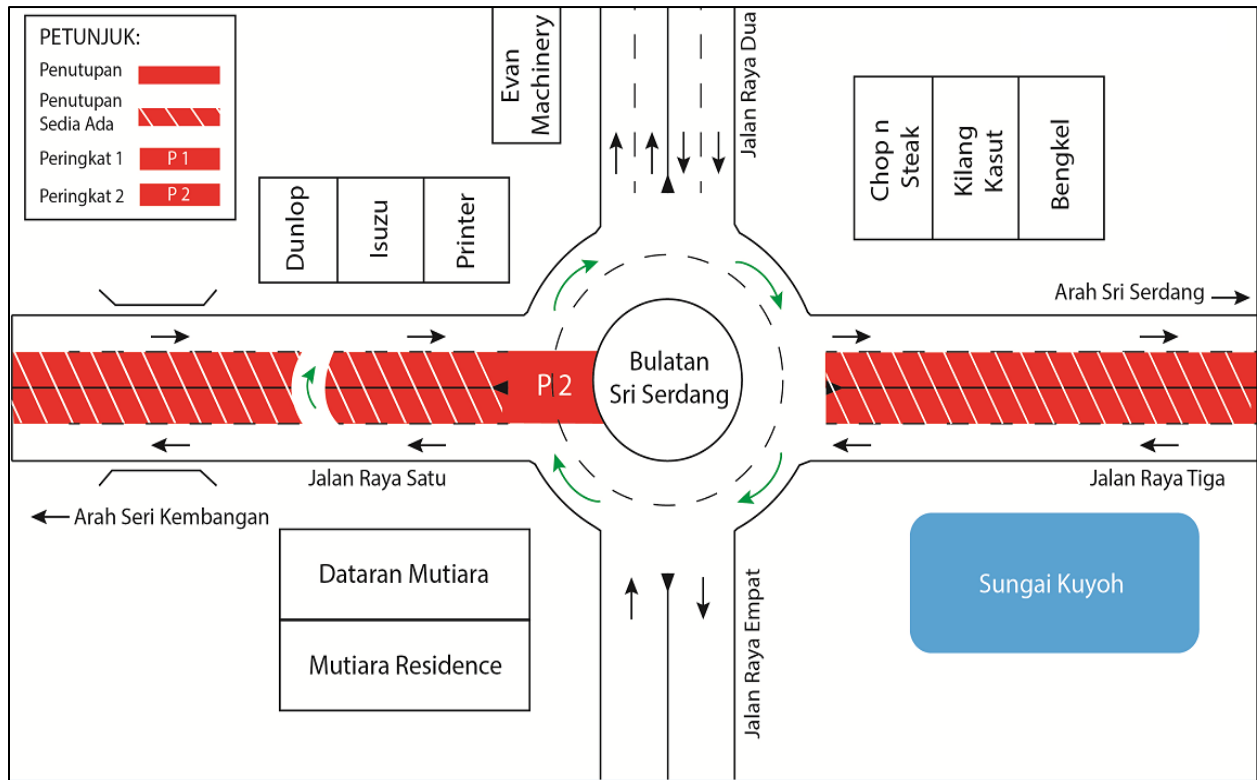 PETUNJUK:
Penutupan
Penutupan
Sedia Ada
Peringkat 1
P 1
Peringkat 2
P 2
Evan
Machinery
Jalan Raya Dua
Chop n
Steak
Kilang
Kasut
Bengkel
Dunlop
Isuzu
Printer
Arah Sri Serdang
P 2
Bulatan
Sri Serdang
Jalan Raya Satu
Jalan Raya Tiga
Arah Seri Kembangan
Dataran Mutiara
Mutiara Residence
Jalan Raya Empat
Sungai Kuyoh